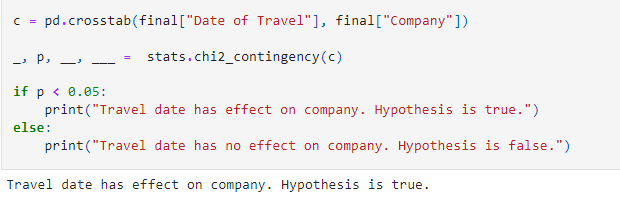 c = pd.crosstab(final["Date of Travel"], final["Company"])
_, p, __, ___ = stats.chi2_contingency(c)
if p < 0.05:
    print("Travel date has effect on company. Hypothesis is true.")
else:
    print("Travel date has no effect on company. Hypothesis is false.")
Travel date has effect on company. Hypothesis is true.